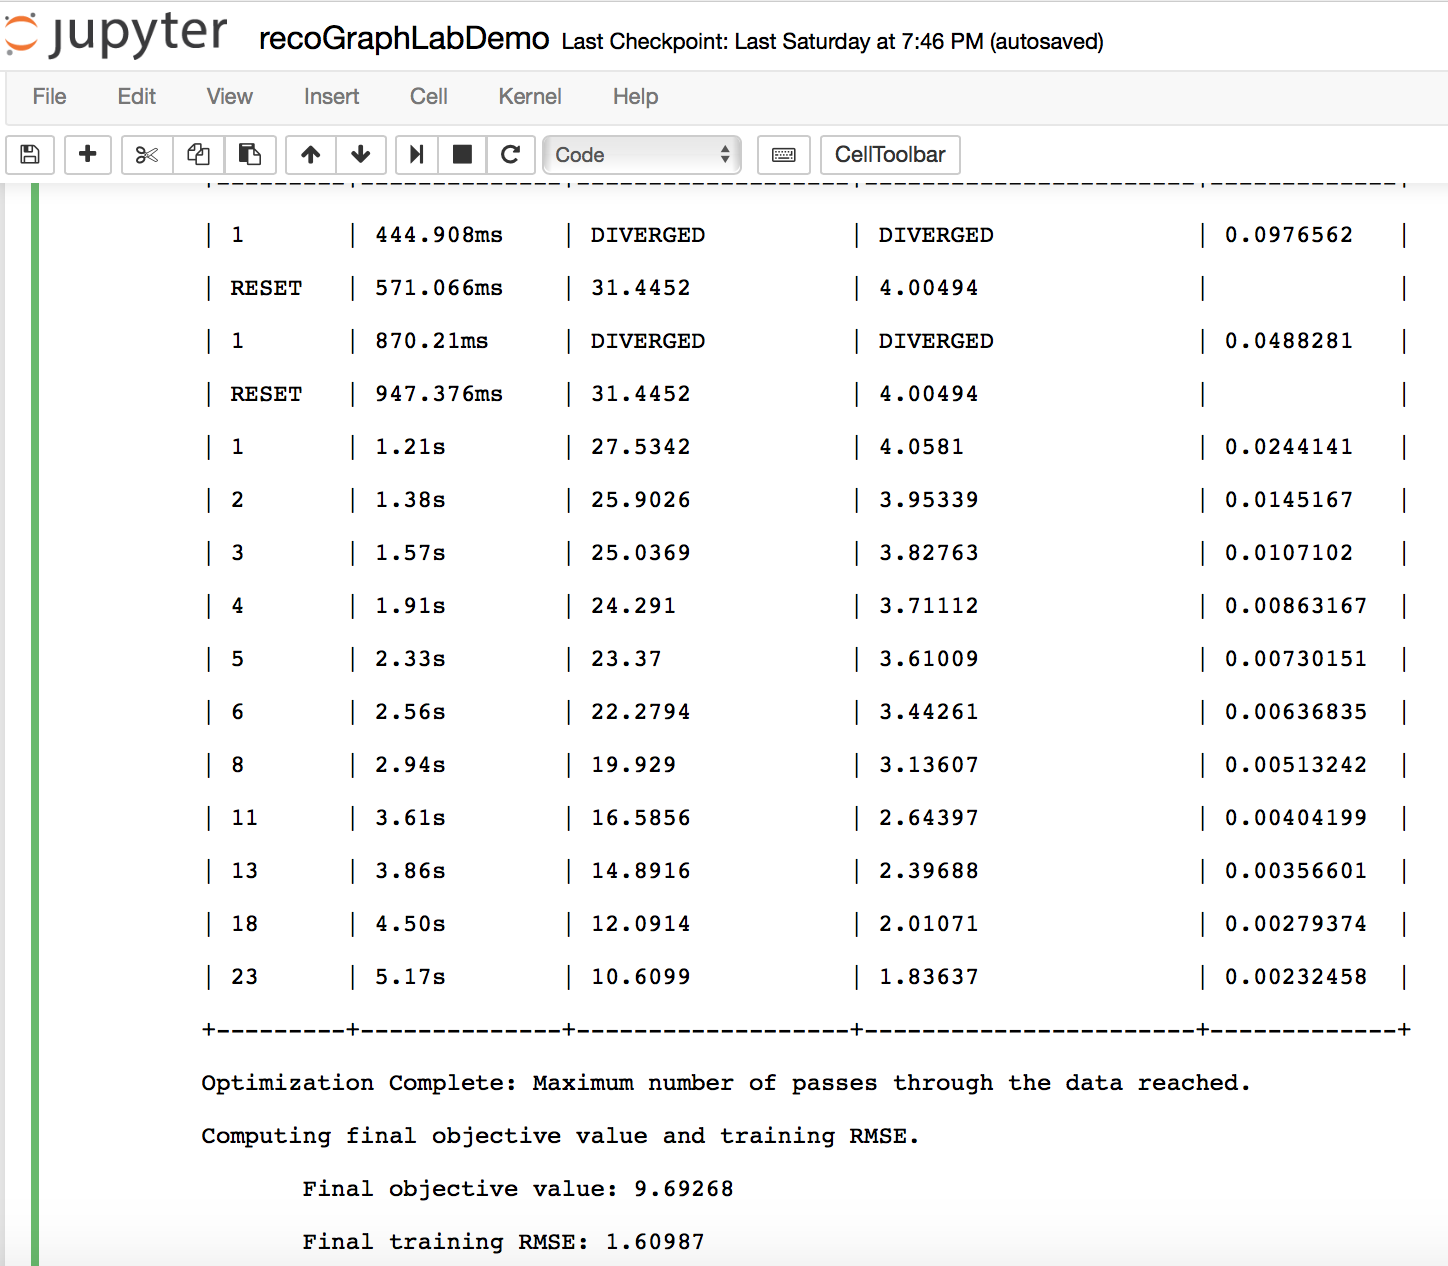 jupyter recoGraphLabDemo Last Checkpoint: Last Saturday at 7:46 PM (autosaved)
File Edit View Insert Cell Kernel Help
Code CellToolbar
| 1 | 444.908ms | DIVERGED | DIVERGED | 0.0976562 |
| RESET | 571.066ms | 31.4452 | 4.00494 | |
| 1 | 870.21ms | DIVERGED | DIVERGED | 0.0488281 |
| RESET | 947.376ms | 31.4452 | 4.00494 | |
| 1 | 1.21s | 27.5342 | 4.0581 | 0.0244141 |
| 2 | 1.38s | 25.9026 | 3.95339 | 0.0145167 |
| 3 | 1.57s | 25.0369 | 3.82763 | 0.0107102 |
| 4 | 1.91s | 24.291 | 3.71112 | 0.00863167 |
| 5 | 2.33s | 23.37 | 3.61009 | 0.00730151 |
| 6 | 2.56s | 22.2794 | 3.44261 | 0.00636835 |
| 8 | 2.94s | 19.929 | 3.13607 | 0.00513242 |
| 11 | 3.61s | 16.5856 | 2.64397 | 0.00404199 |
| 13 | 3.86s | 14.8916 | 2.39688 | 0.00356601 |
| 18 | 4.50s | 12.0914 | 2.01071 | 0.00279374 |
| 23 | 5.17s | 10.6099 | 1.83637 | 0.00232458 |
+---------+--------------+-------------------+-----------------------+-------------+
Optimization Complete: Maximum number of passes through the data reached.
Computing final objective value and training RMSE.
Final objective value: 9.69268
Final training RMSE: 1.60987